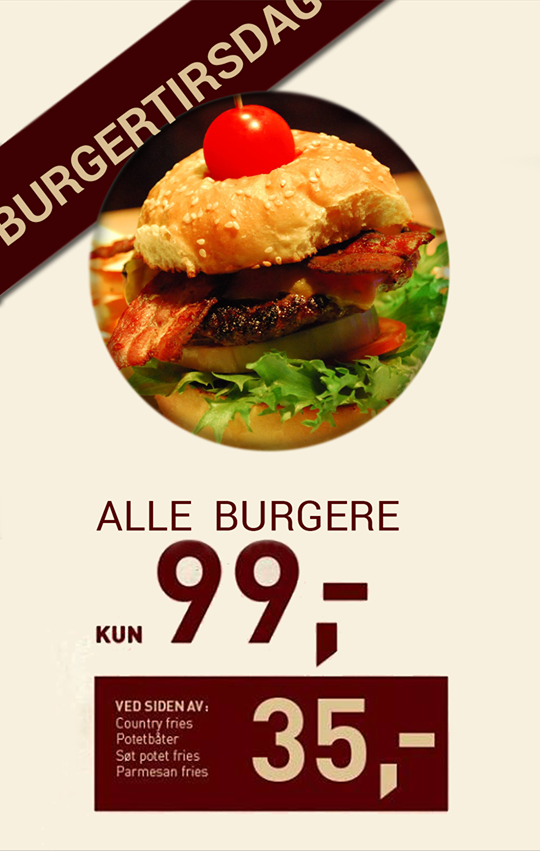 BURGERTIRSDAG
ALLE BURGERE
KUN 99,-
VED SIDEN AV:
Country fries
Potetbåter
Søt potet fries
Parmesan fries
35,-